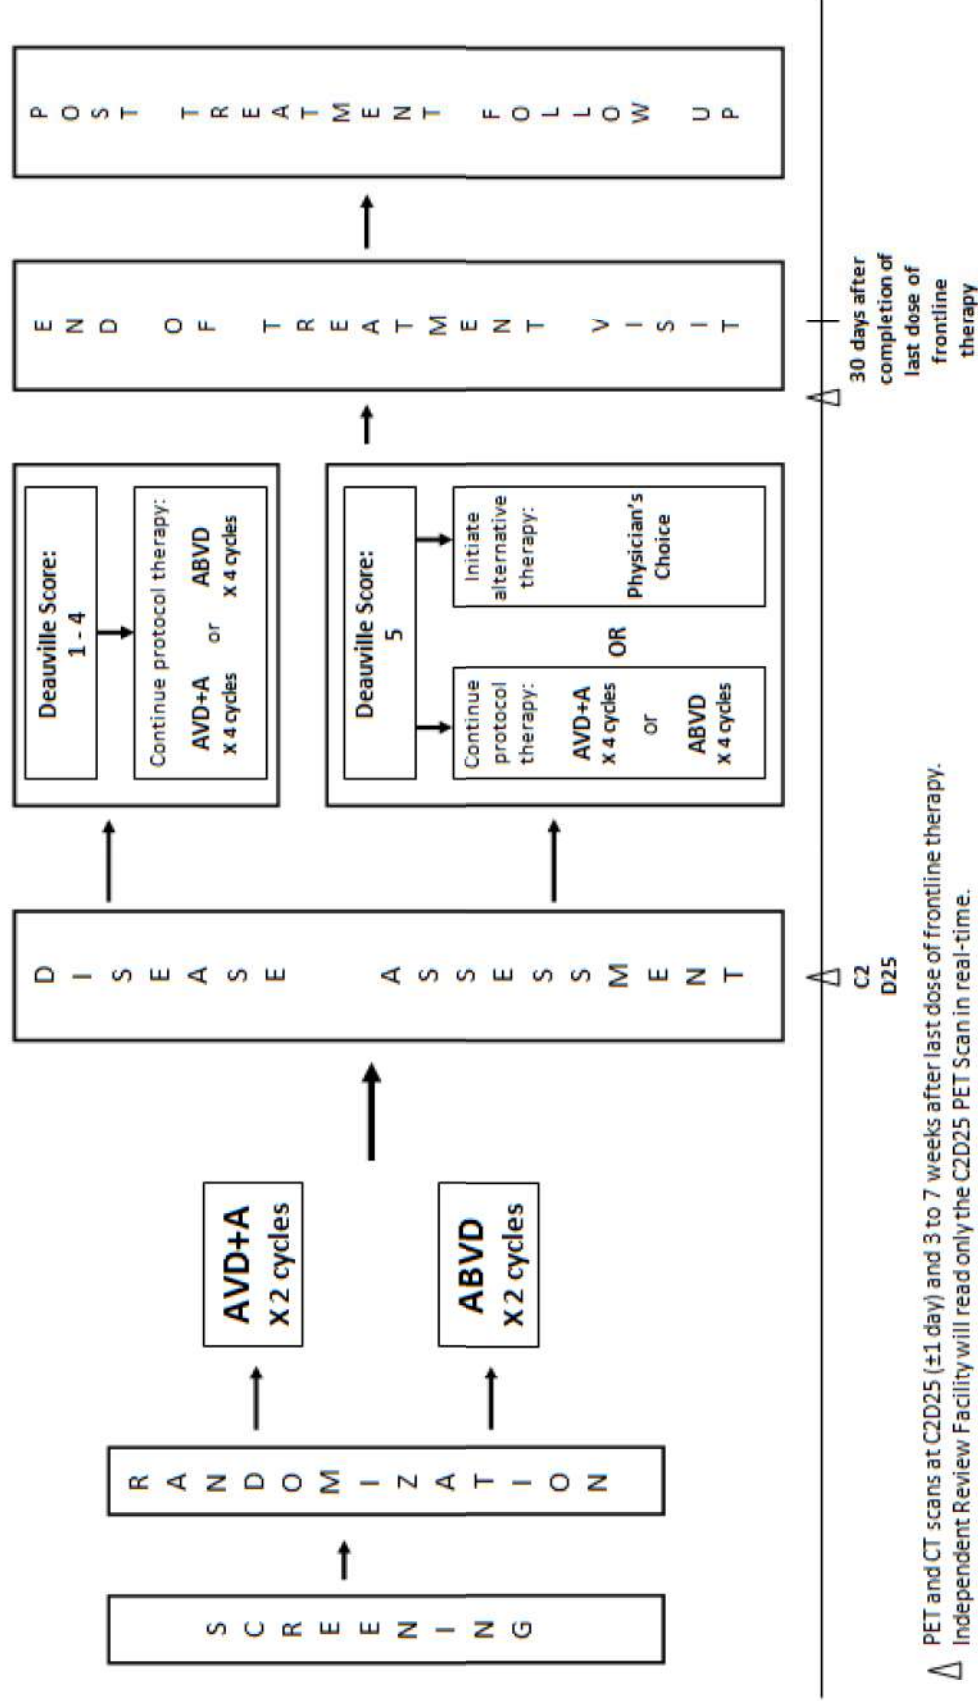 SCREENING
RANDOMIZATION
AVD+A
X 2 cycles
ABVD
X 2 cycles
DISEASE ASSESSMENT
Deauville Score:
1 - 4
Continue protocol therapy:
AVD+A or ABVD
X 4 cycles X 4 cycles
Deauville Score:
5
Continue
protocol
therapy:
AVD+A
X 4 cycles
or
ABVD
X 4 cycles
OR
Initiate
alternative
therapy:
Physician's
Choice
END OF TREATMENT VISIT
POST TREATMENT FOLLOW UP
C2
D25
30 days after
completion of
last dose of
frontline
therapy
△ PET and CT scans at C2D25 (±1 day) and 3 to 7 weeks after last dose of frontline therapy.
Independent Review Facility will read only the C2D25 PET Scan in real-time.